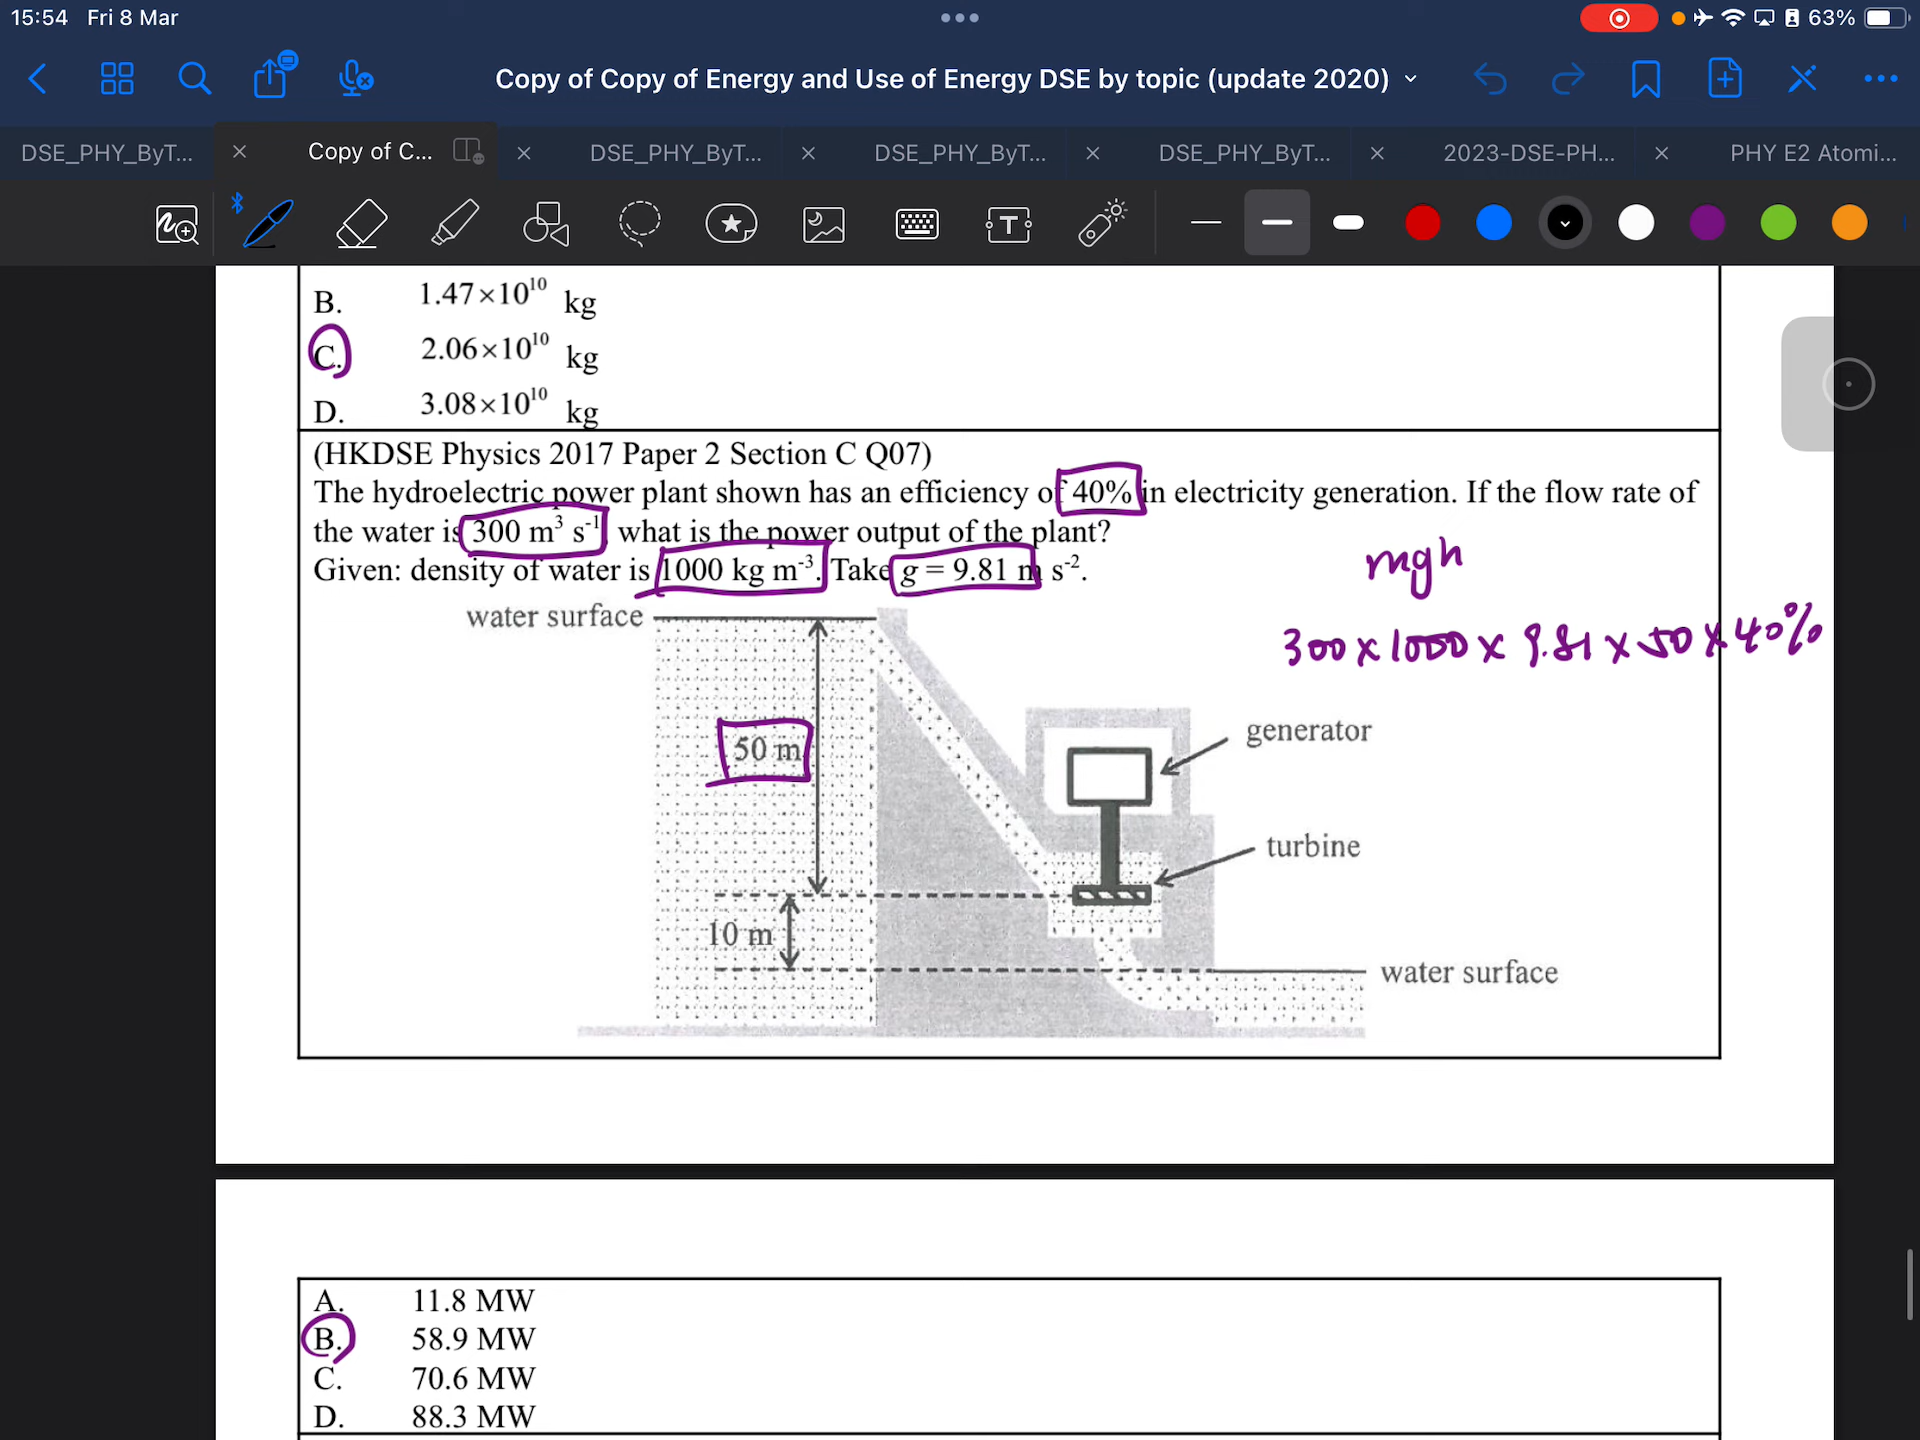 15:54 Fri 8 Mar
63%
Copy of Copy of Energy and Use of Energy DSE by topic (update 2020)
DSE_PHY_ByT...
Copy of C...
DSE_PHY_ByT...
DSE_PHY_ByT...
DSE_PHY_ByT...
2023-DSE-PH...
PHY E2 Atomi...
B. 1.47×10¹⁰ kg
C. 2.06×10¹⁰ kg
D. 3.08×10¹⁰ kg
(HKDSE Physics 2017 Paper 2 Section C Q07)
The hydroelectric power plant shown has an efficiency of 40% in electricity generation. If the flow rate of
the water is 300 m³ s⁻¹ what is the power output of the plant?
Given: density of water is 1000 kg m⁻³. Take g = 9.81 m s⁻².
mgh
water surface
300 x 1000 x 9.81 x 50 x 40%
generator
50 m
turbine
10 m
water surface
A. 11.8 MW
B. 58.9 MW
C. 70.6 MW
D. 88.3 MW